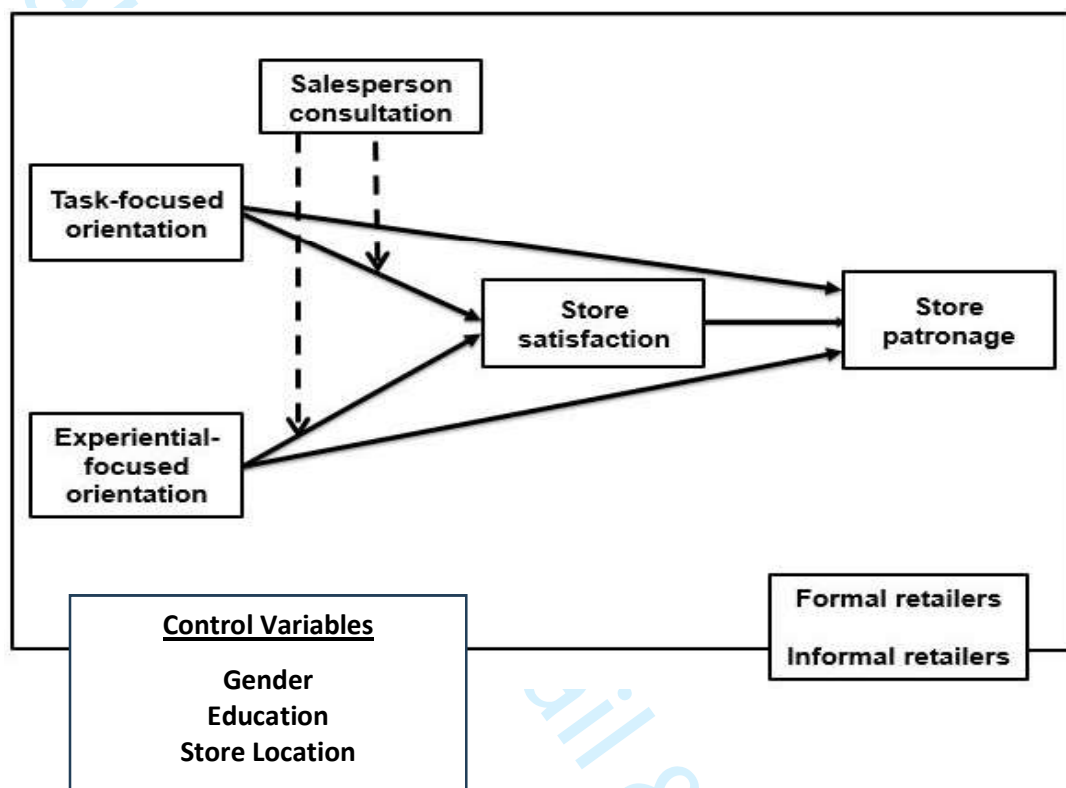 Salesperson
consultation
Task-focused
orientation
Store
satisfaction
Store
patronage
Experiential-
focused
orientation
Formal retailers
Informal retailers
Control Variables
Gender
Education
Store Location